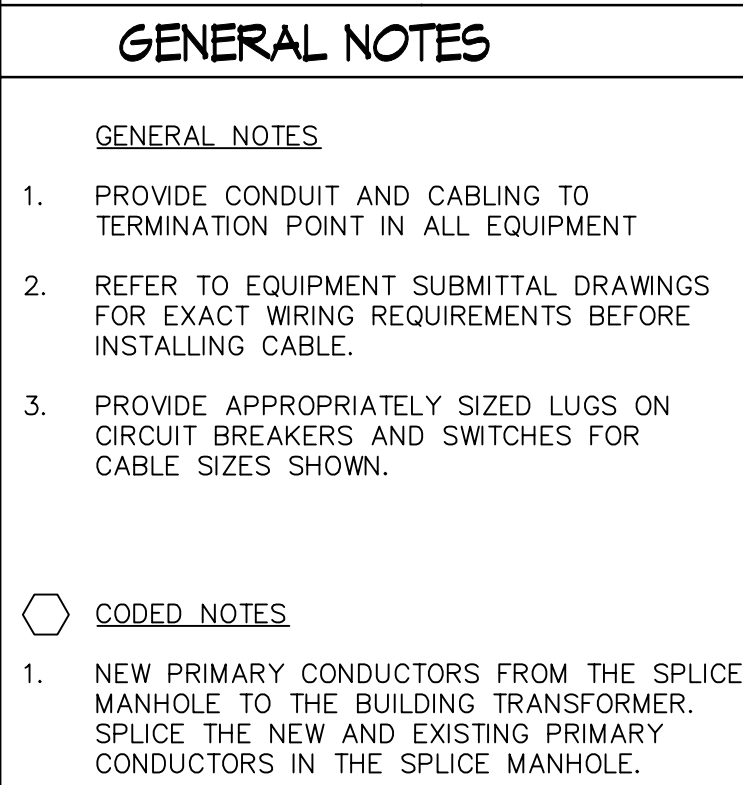 GENERAL NOTES
GENERAL NOTES
1. PROVIDE CONDUIT AND CABLING TO
TERMINATION POINT IN ALL EQUIPMENT
2. REFER TO EQUIPMENT SUBMITTAL DRAWINGS
FOR EXACT WIRING REQUIREMENTS BEFORE
INSTALLING CABLE.
3. PROVIDE APPROPRIATELY SIZED LUGS ON
CIRCUIT BREAKERS AND SWITCHES FOR
CABLE SIZES SHOWN.
CODED NOTES
1. NEW PRIMARY CONDUCTORS FROM THE SPLICE
MANHOLE TO THE BUILDING TRANSFORMER.
SPLICE THE NEW AND EXISTING PRIMARY
CONDUCTORS IN THE SPLICE MANHOLE.